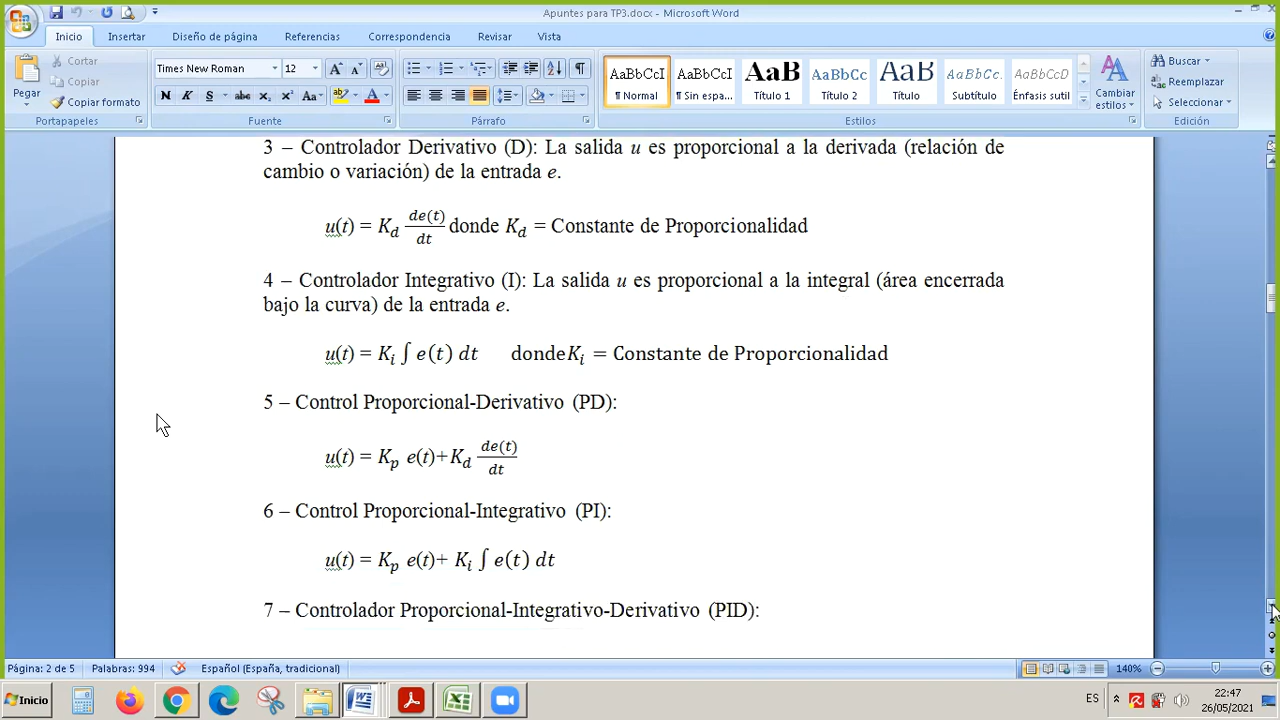 Apuntes para TP3.docx - Microsoft Word
Inicio Insertar Diseño de página Referencias Correspondencia Revisar Vista
Pegar
Cortar
Copiar
Copiar formato
Times New Roman 12
N K S abc x₂ x² Aa
AaBbCcI AaBbCcI AaB AaBbCc AaB AaBbCc. AaBbCcI
¶ Normal ¶ Sin espa... Título 1 Título 2 Título Subtítulo Énfasis sutil
Cambiar estilos
Buscar
Reemplazar
Seleccionar
Portapapeles Fuente Párrafo Estilos Edición
3 – Controlador Derivativo (D): La salida u es proporcional a la derivada (relación de
cambio o variación) de la entrada e.
u(t) = K_d de(t)/dt donde K_d = Constante de Proporcionalidad
4 – Controlador Integrativo (I): La salida u es proporcional a la integral (área encerrada
bajo la curva) de la entrada e.
u(t) = K_i ∫ e(t) dt dondeK_i = Constante de Proporcionalidad
5 – Control Proporcional-Derivativo (PD):
u(t) = K_p e(t)+K_d de(t)/dt
6 – Control Proporcional-Integrativo (PI):
u(t) = K_p e(t)+ K_i ∫ e(t) dt
7 – Controlador Proporcional-Integrativo-Derivativo (PID):
Página: 2 de 5 Palabras: 994 Español (España, tradicional) 140%
Inicio ES 22:47
26/05/2021